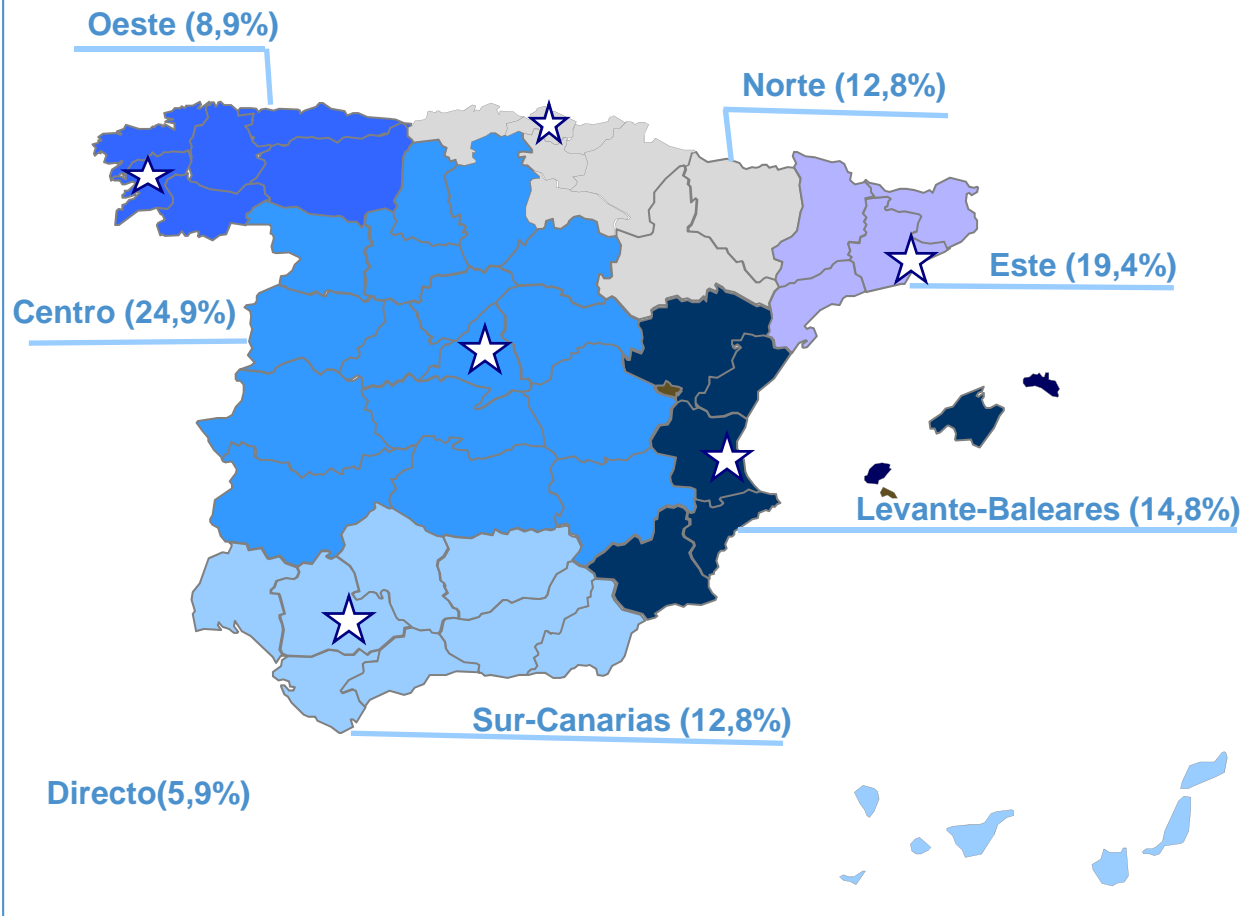 Oeste (8,9%)
Norte (12,8%)
Este (19,4%)
Centro (24,9%)
Levante-Baleares (14,8%)
Sur-Canarias (12,8%)
Directo(5,9%)